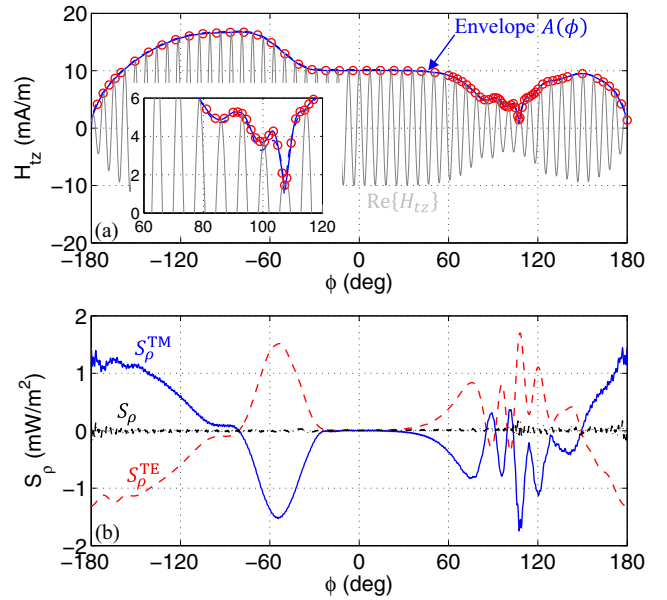 20
Envelope A(ϕ)
10
H_tz (mA/m)
0
6
4
2
0
60 80 100 120
−10
Re{H_tz}
20
(a)
−180 −120 −60 0 60 120 180
ϕ (deg)
2
S_ρ^TM
1
S_ρ
0
S_ρ (mW/m²)
S_ρ^TE
−1
(b)
−2
−180 −120 −60 0 60 120 180
ϕ (deg)